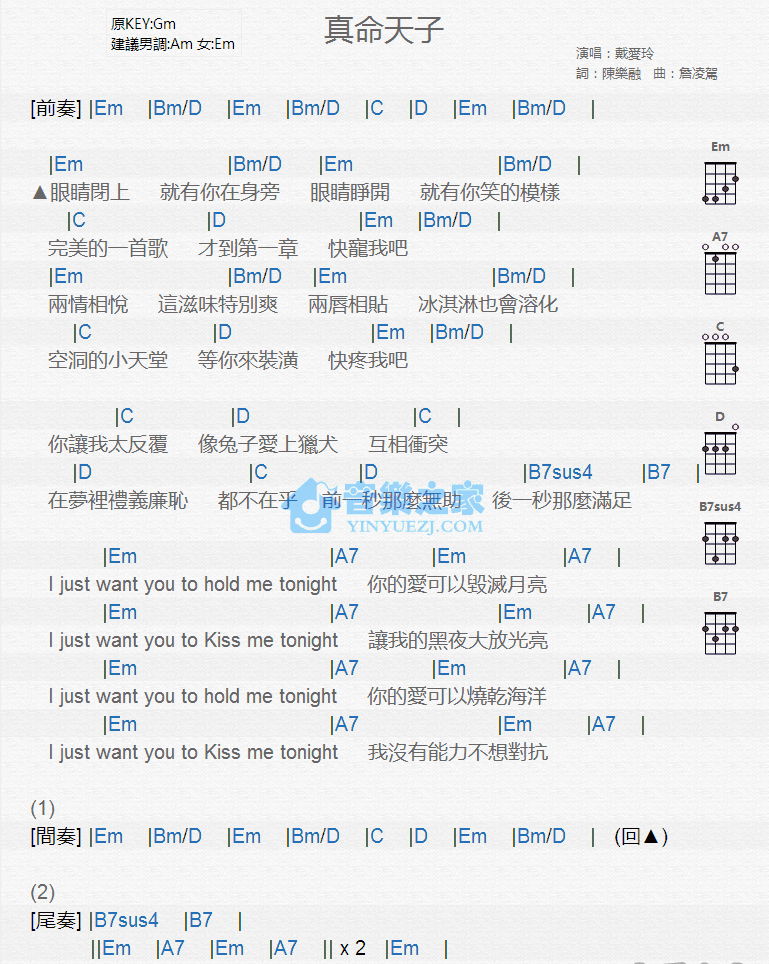 原KEY:Gm
建議男調:Am 女:Em
真命天子
演唱：戴愛玲
詞：陳樂融 曲：詹凌駕
[前奏] |Em |Bm/D |Em |Bm/D |C |D |Em |Bm/D |
|Em |Bm/D |Em |Bm/D |
▲眼睛閉上 就有你在身旁 眼睛睜開 就有你笑的模樣
|C |D |Em |Bm/D |
完美的一首歌 才到第一章 快寵我吧
|Em |Bm/D |Em |Bm/D |
兩情相悅 這滋味特別爽 兩唇相貼 冰淇淋也會溶化
|C |D |Em |Bm/D |
空洞的小天堂 等你來裝潢 快疼我吧
|C |D |C |
你讓我太反覆 像兔子愛上獵犬 互相衝突
|D |C |D |B7sus4 |B7 |
在夢裡禮義廉恥 都不在乎 前一秒那麼無助 後一秒那麼滿足
音樂之家
YINYUEZJ.COM
|Em |A7 |Em |A7 |
I just want you to hold me tonight 你的愛可以毀滅月亮
|Em |A7 |Em |A7 |
I just want you to Kiss me tonight 讓我的黑夜大放光亮
|Em |A7 |Em |A7 |
I just want you to hold me tonight 你的愛可以燒乾海洋
|Em |A7 |Em |A7 |
I just want you to Kiss me tonight 我沒有能力不想對抗
(1)
[間奏] |Em |Bm/D |Em |Bm/D |C |D |Em |Bm/D | (回▲)
(2)
[尾奏] |B7sus4 |B7 |
||Em |A7 |Em |A7 || x 2 |Em |
Em
A7
C
D
B7sus4
B7